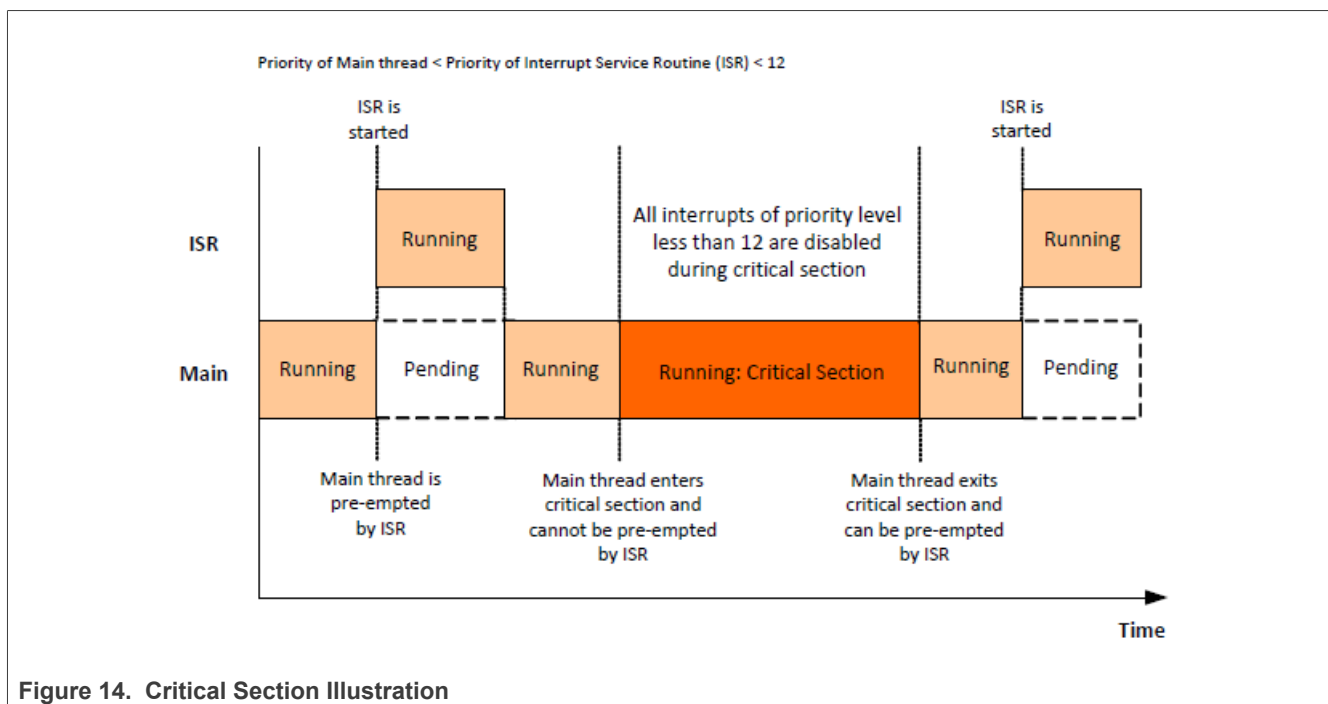 Priority of Main thread < Priority of Interrupt Service Routine (ISR) < 12
ISR is
started
ISR is
started
ISR
Running
All interrupts of priority level
less than 12 are disabled
during critical section
Running
Main
Running
Pending
Running
Running: Critical Section
Running
Pending
Main thread is
pre-empted
by ISR
Main thread enters
critical section and
cannot be pre-empted
by ISR
Main thread exits
critical section and
can be pre-empted
by ISR
Time
Figure 14. Critical Section Illustration